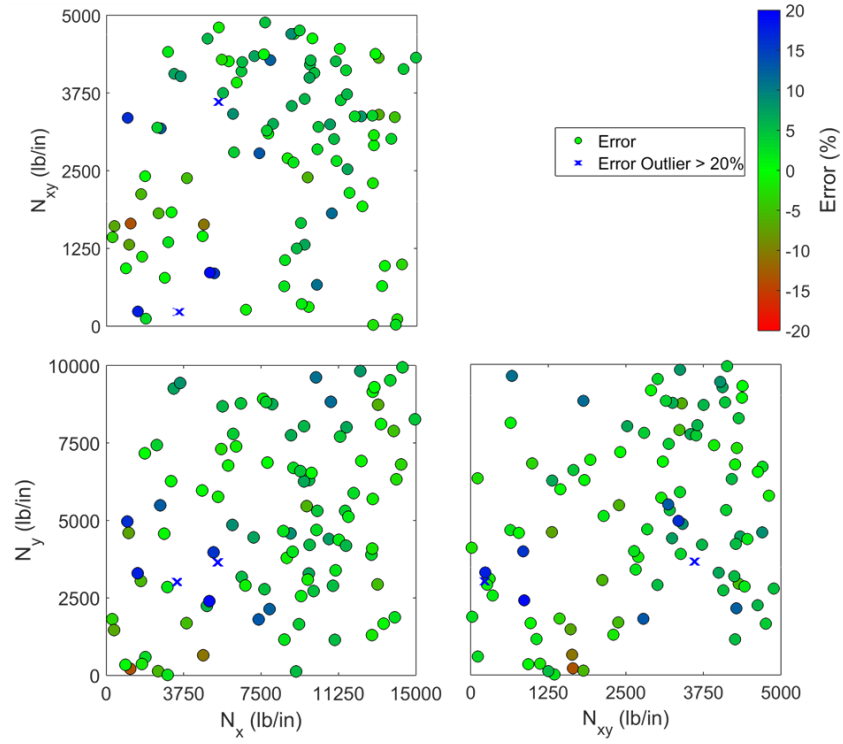 5000
3750
2500
1250
0
N_xy (lb/in)
Error
Error Outlier > 20%
20
15
10
5
0
-5
-10
-15
-20
Error (%)
10000
7500
5000
2500
0
N_y (lb/in)
0 3750 7500 11250 15000
N_x (lb/in)
0 1250 2500 3750 5000
N_xy (lb/in)